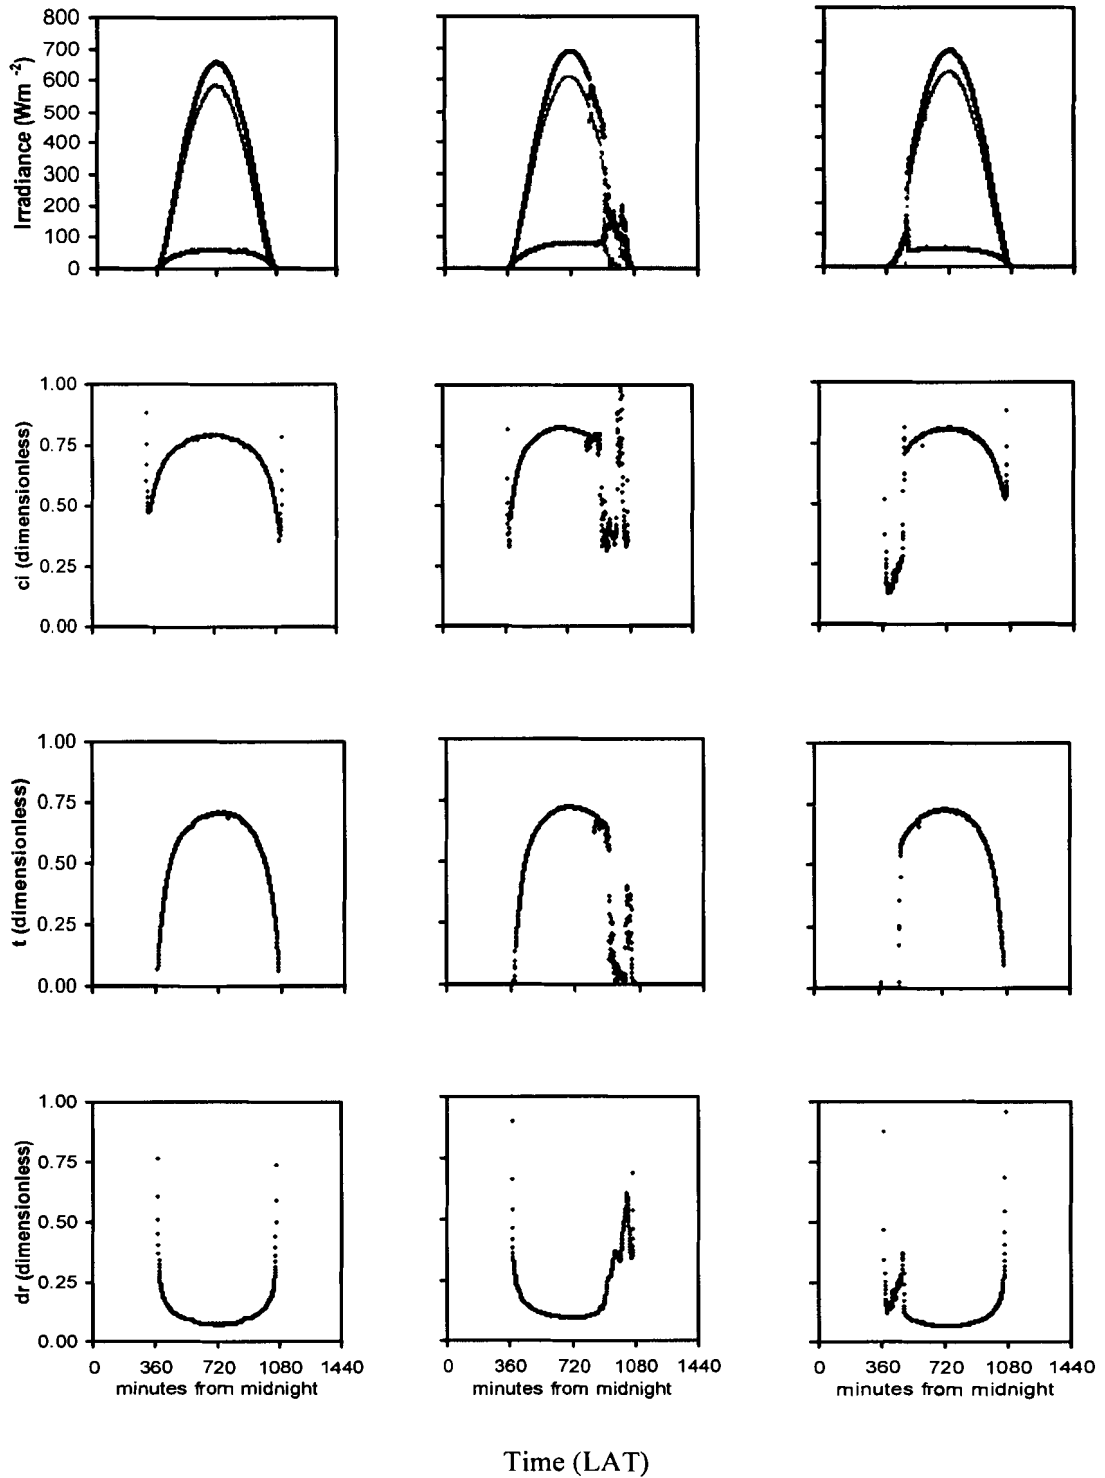 Irradiance (Wm -2)
800
700
600
500
400
300
200
100
0
ci (dimensionless)
1.00
0.75
0.50
0.25
0.00
t (dimensionless)
1.00
0.75
0.50
0.25
0.00
dr (dimensionless)
1.00
0.75
0.50
0.25
0.00
0 360 720 1080 1440
0 360 720 1080 1440
0 360 720 1080 1440
minutes from midnight
minutes from midnight
minutes from midnight
Time (LAT)